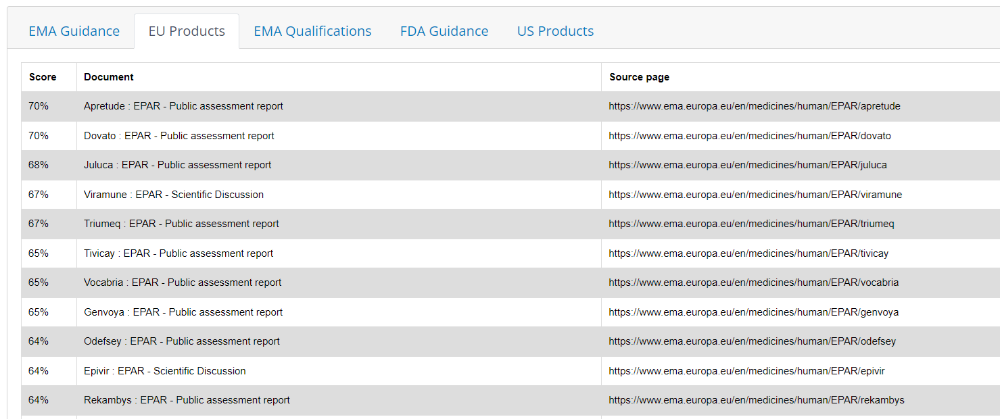 EMA Guidance EU Products EMA Qualifications FDA Guidance US Products
Score Document Source page
70% Apretude : EPAR - Public assessment report https://www.ema.europa.eu/en/medicines/human/EPAR/apretude
70% Dovato : EPAR - Public assessment report https://www.ema.europa.eu/en/medicines/human/EPAR/dovato
68% Juluca : EPAR - Public assessment report https://www.ema.europa.eu/en/medicines/human/EPAR/juluca
67% Viramune : EPAR - Scientific Discussion https://www.ema.europa.eu/en/medicines/human/EPAR/viramune
67% Triumeq : EPAR - Public assessment report https://www.ema.europa.eu/en/medicines/human/EPAR/triumeq
65% Tivicay : EPAR - Public assessment report https://www.ema.europa.eu/en/medicines/human/EPAR/tivicay
65% Vocabria : EPAR - Public assessment report https://www.ema.europa.eu/en/medicines/human/EPAR/vocabria
65% Genvoya : EPAR - Public assessment report https://www.ema.europa.eu/en/medicines/human/EPAR/genvoya
64% Odefsey : EPAR - Public assessment report https://www.ema.europa.eu/en/medicines/human/EPAR/odefsey
64% Epivir : EPAR - Scientific Discussion https://www.ema.europa.eu/en/medicines/human/EPAR/epivir
64% Rekambys : EPAR - Public assessment report https://www.ema.europa.eu/en/medicines/human/EPAR/rekambys